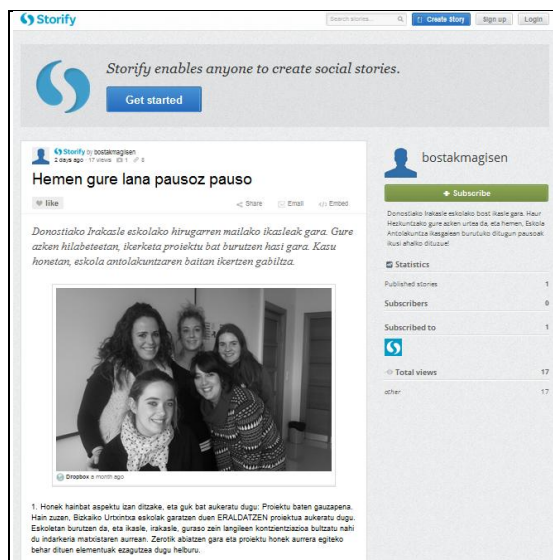 Storify
Search stories...
Create Story
Sign up
Login
Storify enables anyone to create social stories.
Get started
Storify by bostakmagisen
2 days ago 17 views 1 0
Hemen gure lana pausoz pauso
like
Share
Email
Embed
Donostiako Irakasle eskolako hirugarren mailako ikasleak gara. Gure
azken hilabeteetan, ikerketa proiektu bat burutzen hasi gara. Kasu
honetan, eskola antolakuntzaren baitan ikertzen gabiltza.
Dropbox a month ago
1. Honek hainbat aspektu izan ditzake, eta guk bat aukeratu dugu: Proiektu baten gauzapena.
Hain zuzen, Bizkaiko Urtxintxa eskolak garatzen duen ERALDATZEN proiektua aukeratu dugu.
Eskoletan burutzen da, eta ikasle, irakasle, guraso zein langileen kontzientziazioa bultzatu nahi
du indarkeria matxistaren aurrean. Zerotik abiatzen gara eta proiektu honek aurrera egiteko
behar dituen elementuak ezagutzea dugu helburu.
bostakmagisen
Subscribe
Donostiako Irakasle eskolako bost ikasle gara. Haur
Hezkuntzako gure azken urtea da, eta hemen, Eskola
Antolakuntza ikasgaiean burutuko ditugun pausoak
ikusi ahalko dituzue!
Statistics
Published stories 1
Subscribers 0
Subscribed to
Total views 17
other 17